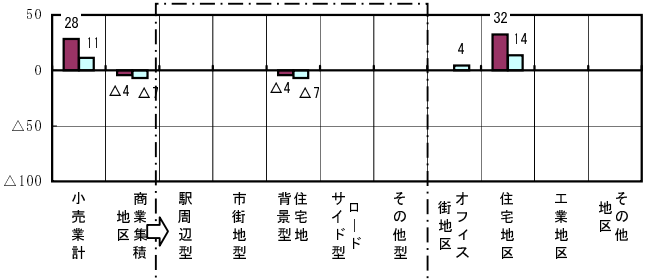 50
0
△50
△100
28
11
△4
△7
△4
△7
4
32
14
小売業計
商業集積
地区
駅周辺型
市街地型
住宅地
背景型
ロード
サイド型
その他型
オフィス
街地区
住宅地区
工業地区
その他
地区